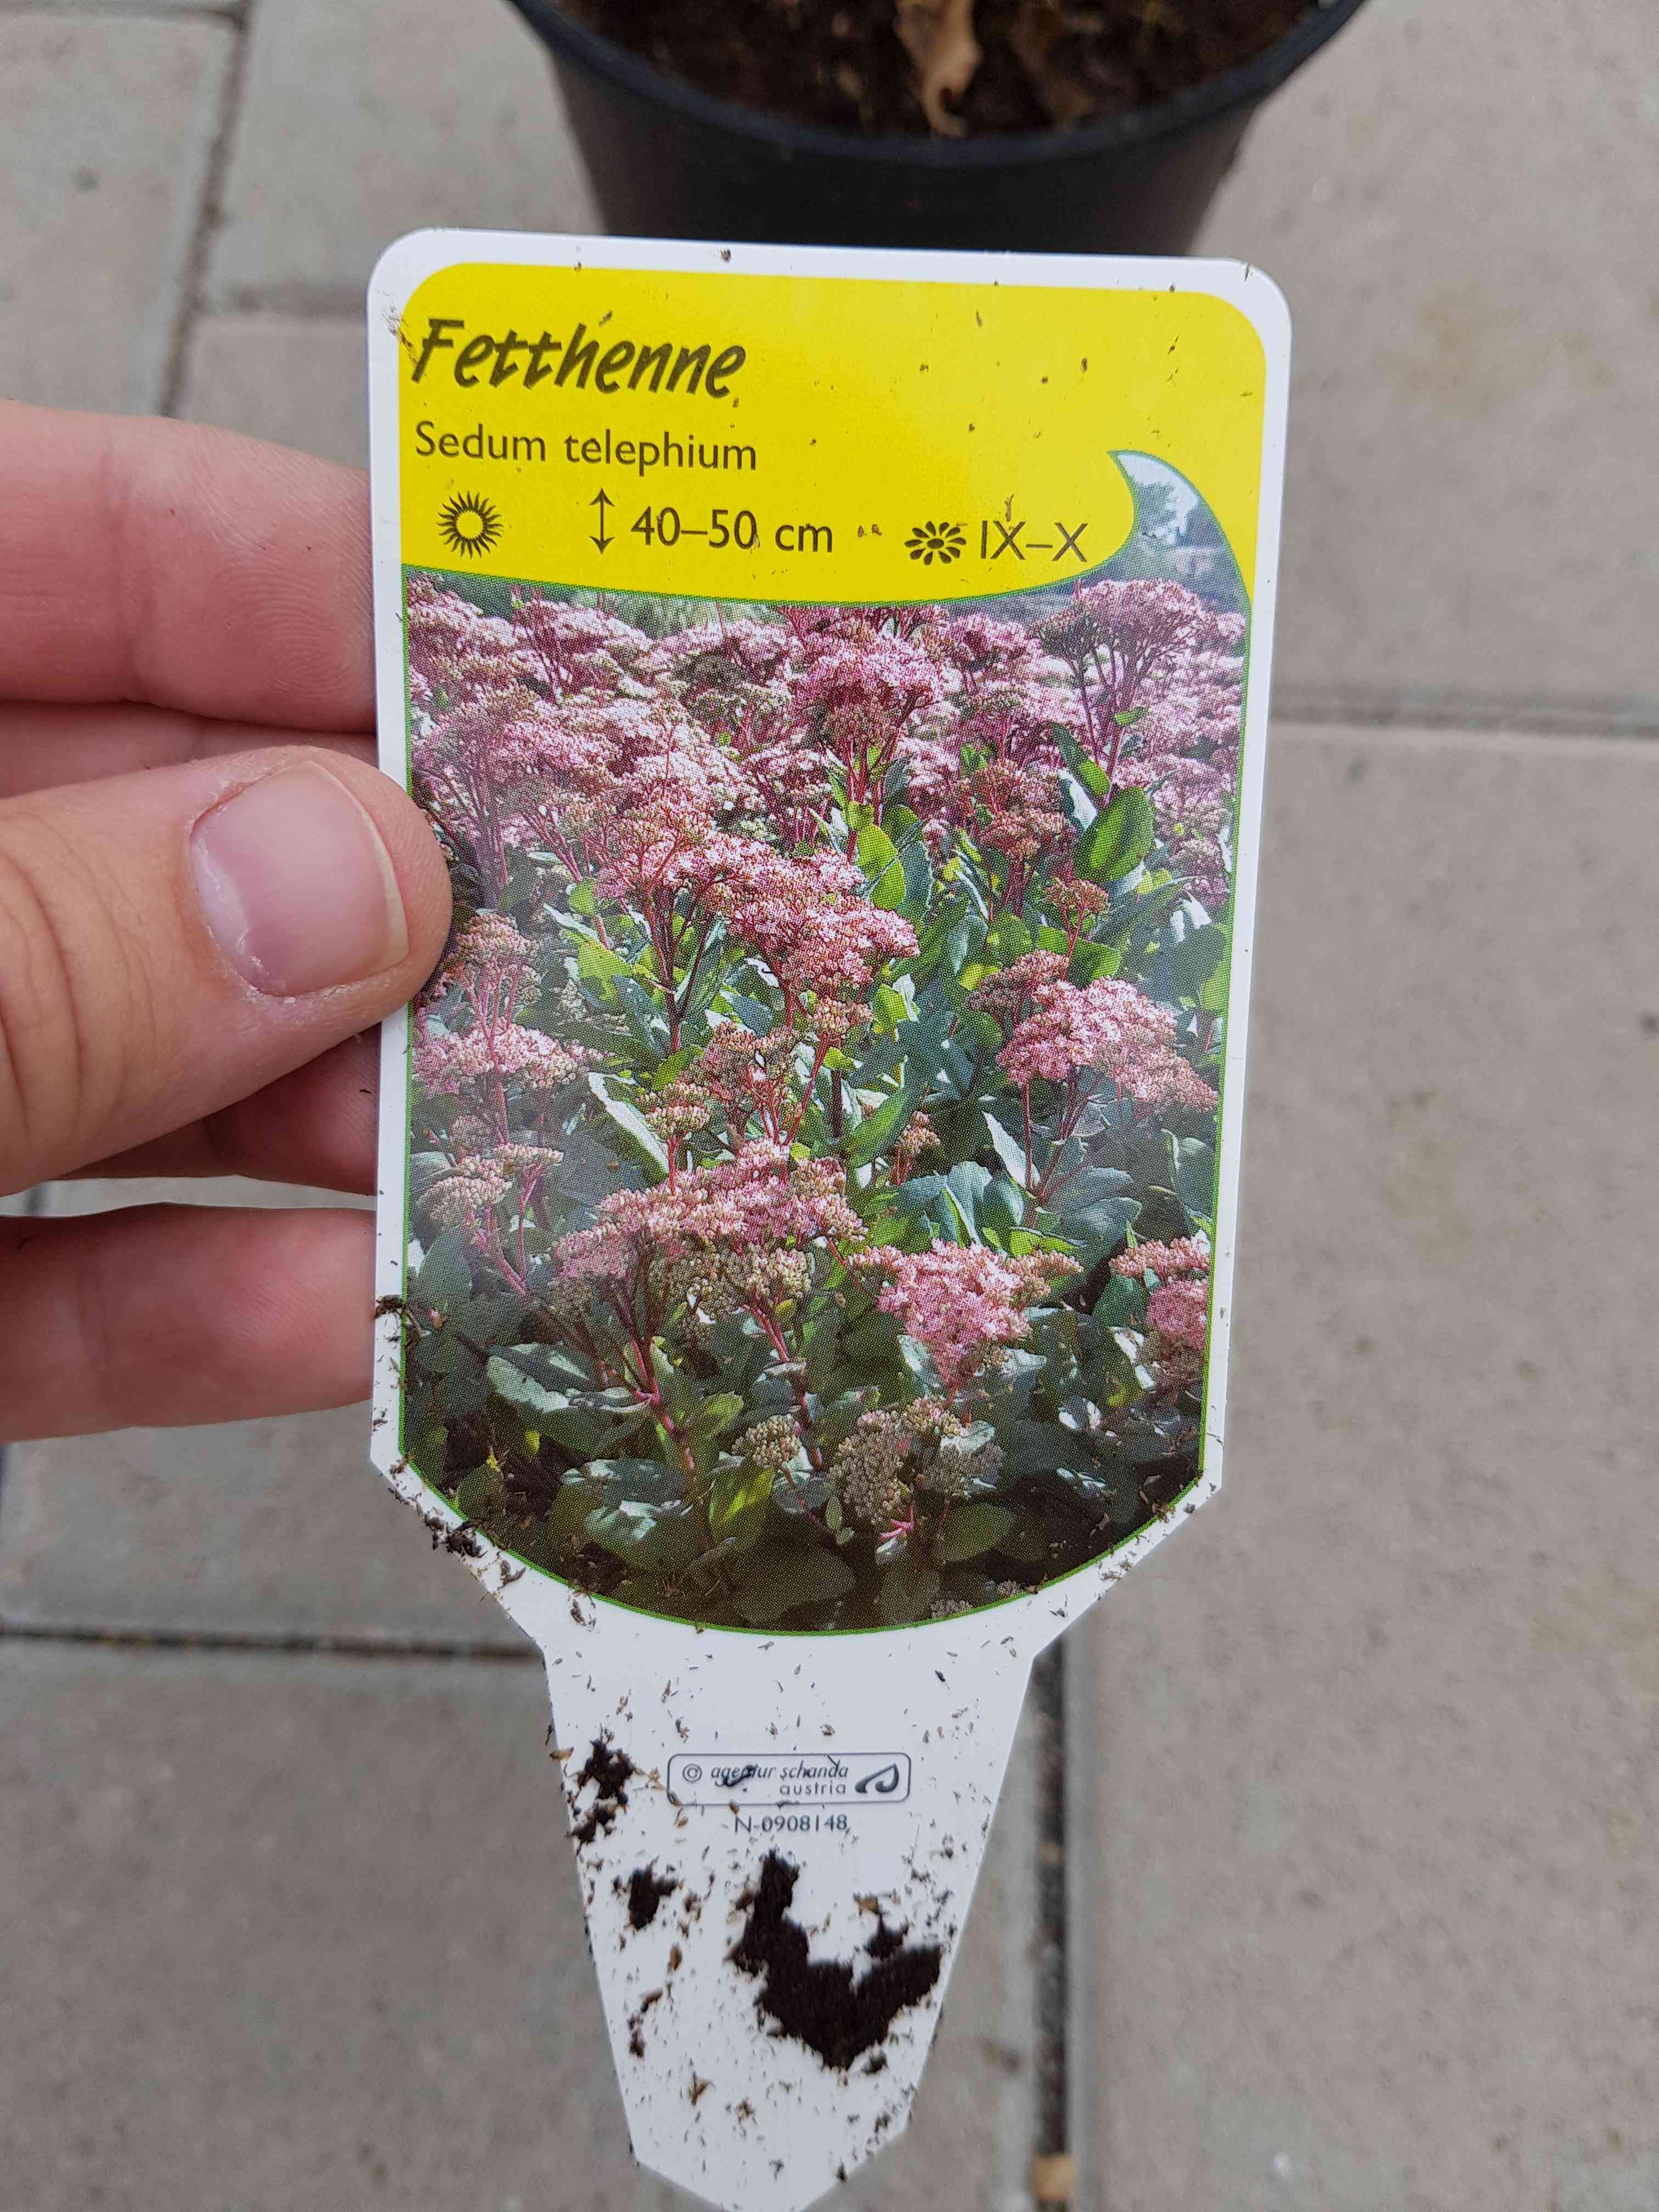 Fetthenne
Sedum telephium
40–50 cm IX–X
© agentur schanda
austria
N-0908148